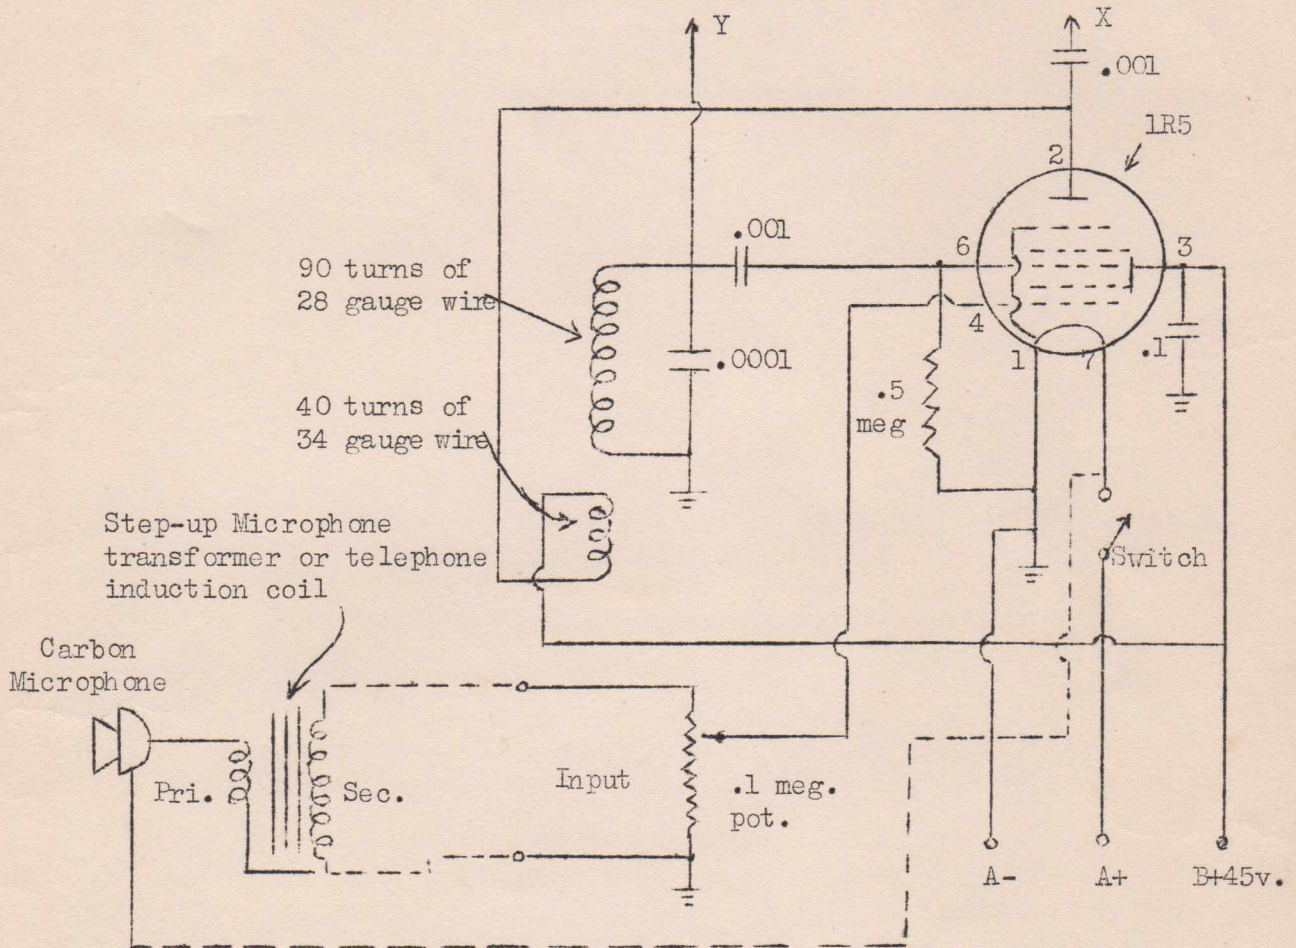 Y
X
.001
1R5
2
.001
6
3
90 turns of
28 gauge wire
4
.0001
1
7
.1
.5
meg
40 turns of
34 gauge wire
Step-up Microphone
transformer or telephone
induction coil
Switch
Carbon
Microphone
Pri.
Sec.
Input
.1 meg.
pot.
A-
A+
B+45v.